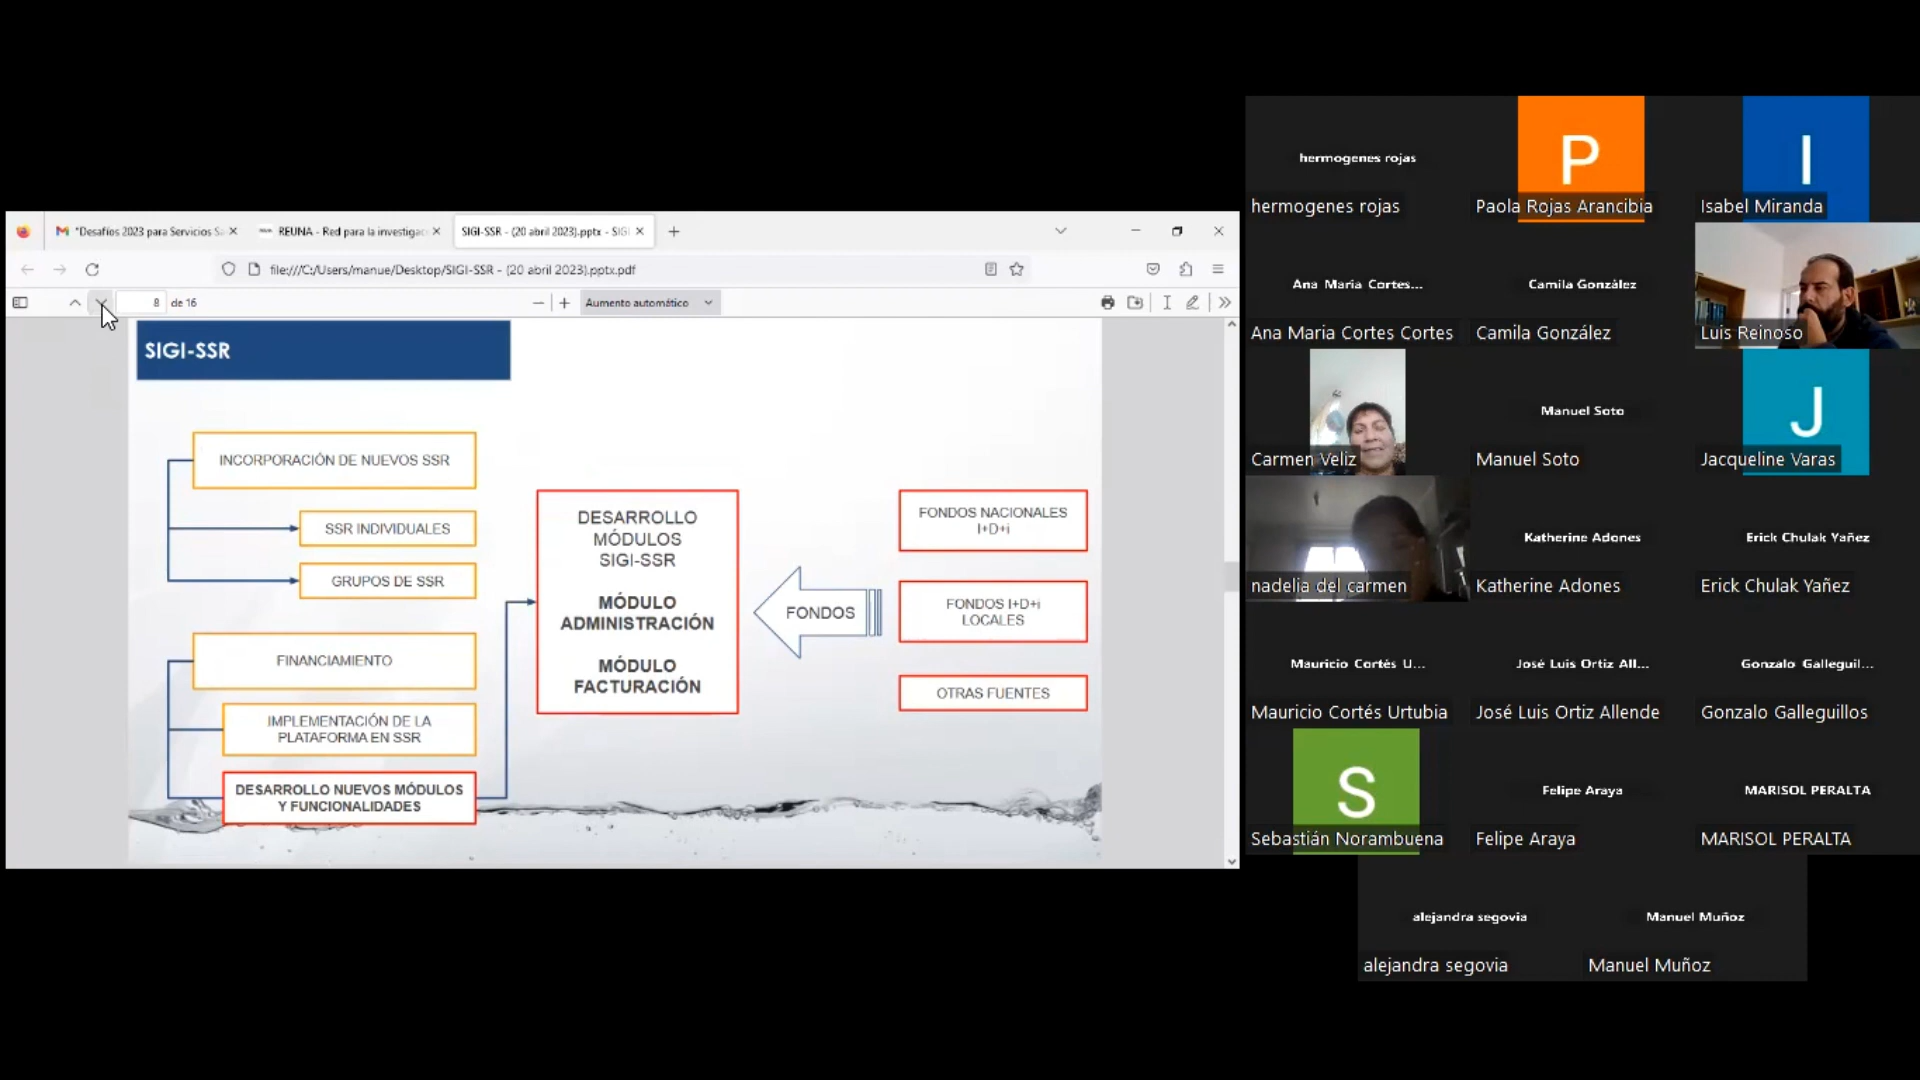 "Desafíos 2023 para Servicios Sa
REUNA - Red para la investigac
SIGI-SSR - (20 abril 2023).pptx - SIGI
file:///C:/Users/manue/Desktop/SIGI-SSR - (20 abril 2023).pptx.pdf
8 de 16
Aumento automático
SIGI-SSR
INCORPORACIÓN DE NUEVOS SSR
SSR INDIVIDUALES
GRUPOS DE SSR
FINANCIAMIENTO
IMPLEMENTACIÓN DE LA
PLATAFORMA EN SSR
DESARROLLO NUEVOS MÓDULOS
Y FUNCIONALIDADES
DESARROLLO
MÓDULOS
SIGI-SSR
MÓDULO
ADMINISTRACIÓN
MÓDULO
FACTURACIÓN
FONDOS
FONDOS NACIONALES
I+D+i
FONDOS I+D+i
LOCALES
OTRAS FUENTES
hermogenes rojas
hermogenes rojas
P
Paola Rojas Arancibia
I
Isabel Miranda
Ana Maria Cortes...
Ana Maria Cortes Cortes
Camila González
Camila González
Luis Reinoso
Carmen Veliz
Manuel Soto
Manuel Soto
J
Jacqueline Varas
nadelia del carmen
Katherine Adones
Katherine Adones
Erick Chulak Yañez
Erick Chulak Yañez
Mauricio Cortés U...
Mauricio Cortés Urtubia
José Luis Ortiz All...
José Luis Ortiz Allende
Gonzalo Galleguil...
Gonzalo Galleguillos
S
Sebastián Norambuena
Felipe Araya
Felipe Araya
MARISOL PERALTA
MARISOL PERALTA
alejandra segovia
alejandra segovia
Manuel Muñoz
Manuel Muñoz